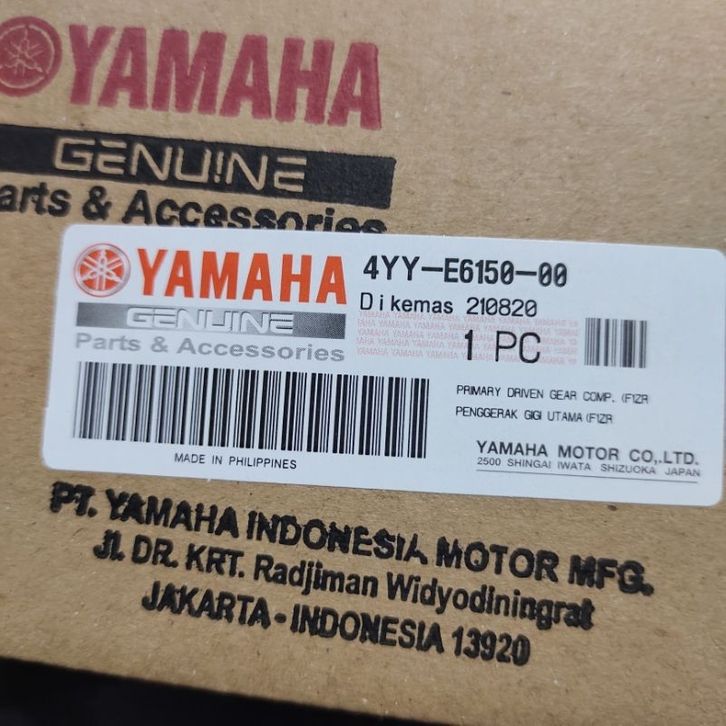 YAMAHA
GENUINE
arts & Accessories
YAMAHA 4YY-E6150-00
GENUINE Dikemas 210820
Parts & Accessories 1 PC
PRIMARY DRIVEN GEAR COMP. (F1ZR
PENGGERAK GIGI UTAMA (F1ZR
MADE IN PHILIPPINES
YAMAHA MOTOR CO.,LTD.
2500 SHINGAI IWATA SHIZUOKA JAPAN
PT. YAMAHA INDONESIA MOTOR MFG.
Jl. DR. KRT. Radjiman Widyodiningrat
JAKARTA - INDONESIA 13920